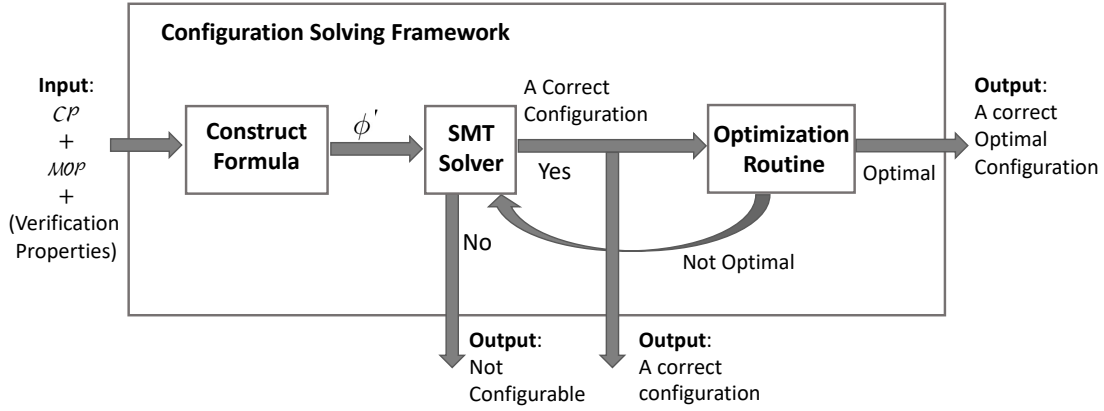 Configuration Solving Framework
Input:
CP
+
MOP
+
(Verification
Properties)
Construct
Formula
ϕ'
SMT
Solver
A Correct
Configuration
Yes
No
Optimization
Routine
Optimal
Not Optimal
Output:
A correct
Optimal
Configuration
Output:
Not
Configurable
Output:
A correct
configuration